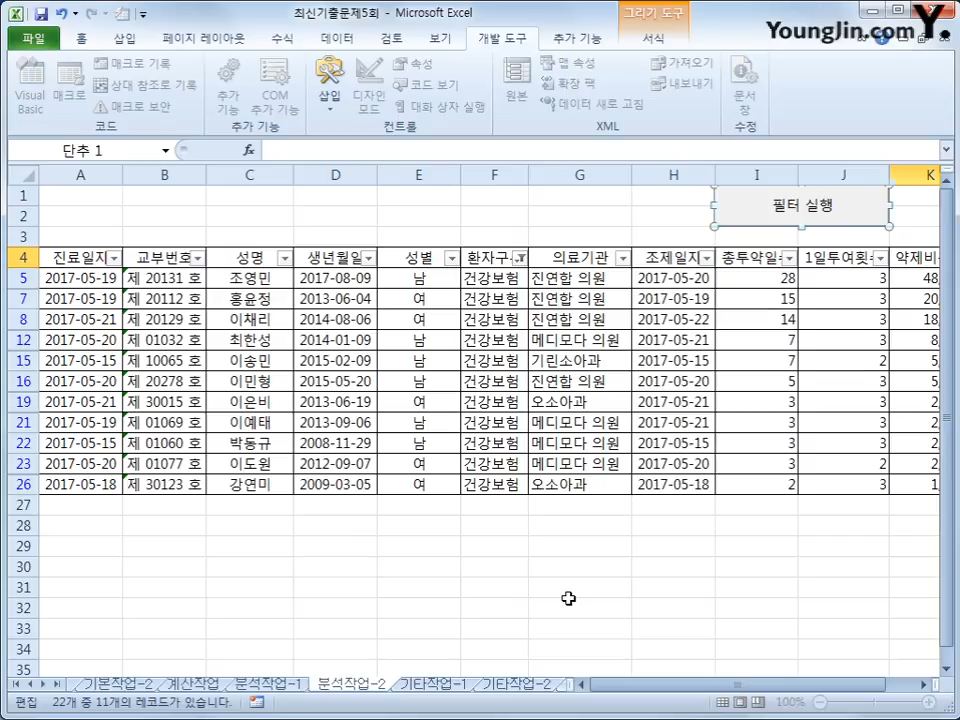 최신기출문제5회 - Microsoft Excel
그리기 도구
Younglin.com Y.
파일 홈 삽입 페이지 레이아웃 수식 데이터 검토 보기 개발 도구 추가 기능 서식
Visual Basic
매크로
매크로 기록
상대 참조로 기록
매크로 보안
코드
추가 기능
COM 추가 기능
추가 기능
삽입
디자인 모드
속성
코드 보기
대화 상자 실행
컨트롤
원본
맵 속성
확장 팩
데이터 새로 고침
가져오기
내보내기
XML
문서 창
수정
단추 1
fx
A B C D E F G H I J K
1
2 필터 실행
3
4 진료일자 교부번호 성명 생년월일 성별 환자구 의료기관 조제일자 종투약일 1일투여횟 약제비
5 2017-05-19 제 20131 호 조영민 2017-08-09 남 건강보험 진연합 의원 2017-05-20 28 3 48,
7 2017-05-19 제 20112 호 홍윤정 2013-06-04 여 건강보험 진연합 의원 2017-05-19 15 3 20,
8 2017-05-21 제 20129 호 이채리 2014-08-06 여 건강보험 진연합 의원 2017-05-22 14 3 18,
12 2017-05-20 제 01032 호 최한성 2014-01-09 남 건강보험 메디모다 의원 2017-05-21 7 3 8,
15 2017-05-15 제 10065 호 이송민 2015-02-09 남 건강보험 기린소아과 2017-05-15 7 2 5,
16 2017-05-20 제 20278 호 이민형 2015-05-20 남 건강보험 진연합 의원 2017-05-20 5 3 5,
19 2017-05-21 제 30015 호 이은비 2013-06-19 여 건강보험 오소아과 2017-05-21 3 3 2,
21 2017-05-19 제 01069 호 이예태 2013-09-06 남 건강보험 메디모다 의원 2017-05-21 3 3 2,
22 2017-05-15 제 01060 호 박동규 2008-11-29 남 건강보험 메디모다 의원 2017-05-15 3 3 2,
23 2017-05-20 제 01077 호 이도원 2012-09-07 여 건강보험 메디모다 의원 2017-05-20 3 2 2,
26 2017-05-18 제 30123 호 강연미 2009-03-05 여 건강보험 오소아과 2017-05-18 2 3 1,
27
28
29
30
31
32
33
34
35
기본작업-2 계산작업 분석작업-1 분석작업-2 기타작업-1 기타작업-2
편집 22개 중 11개의 레코드가 있습니다. 100%